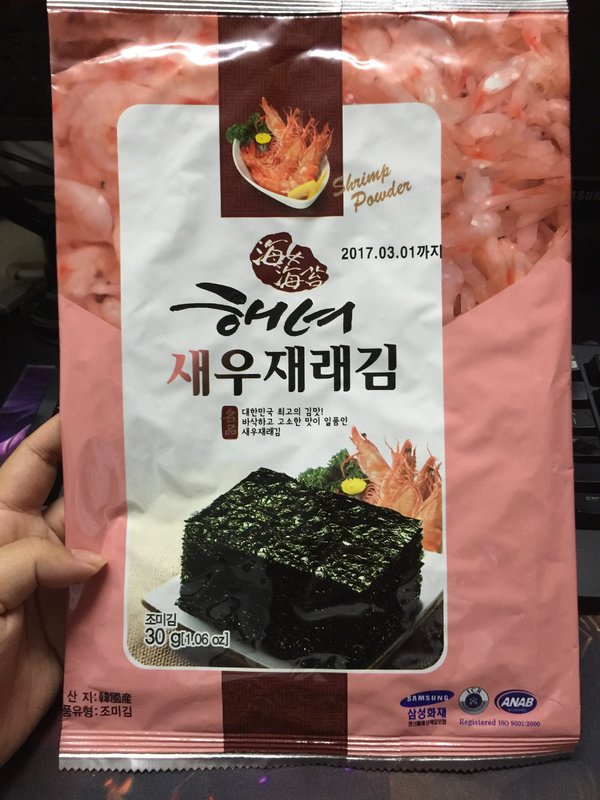 Shrimp
Powder
2017.03.01까지
海女
海苔
해녀
새우재래김
名品
대한민국 최고의 김맛!
바삭하고 고소한 맛이 일품인
새우재래김
조미김
30 g[1.06 oz]
산 지:韓國産
품유형: 조미김
SAMSUNG
삼성화재
ICR
ANAB
Registered ISO 9001:2000